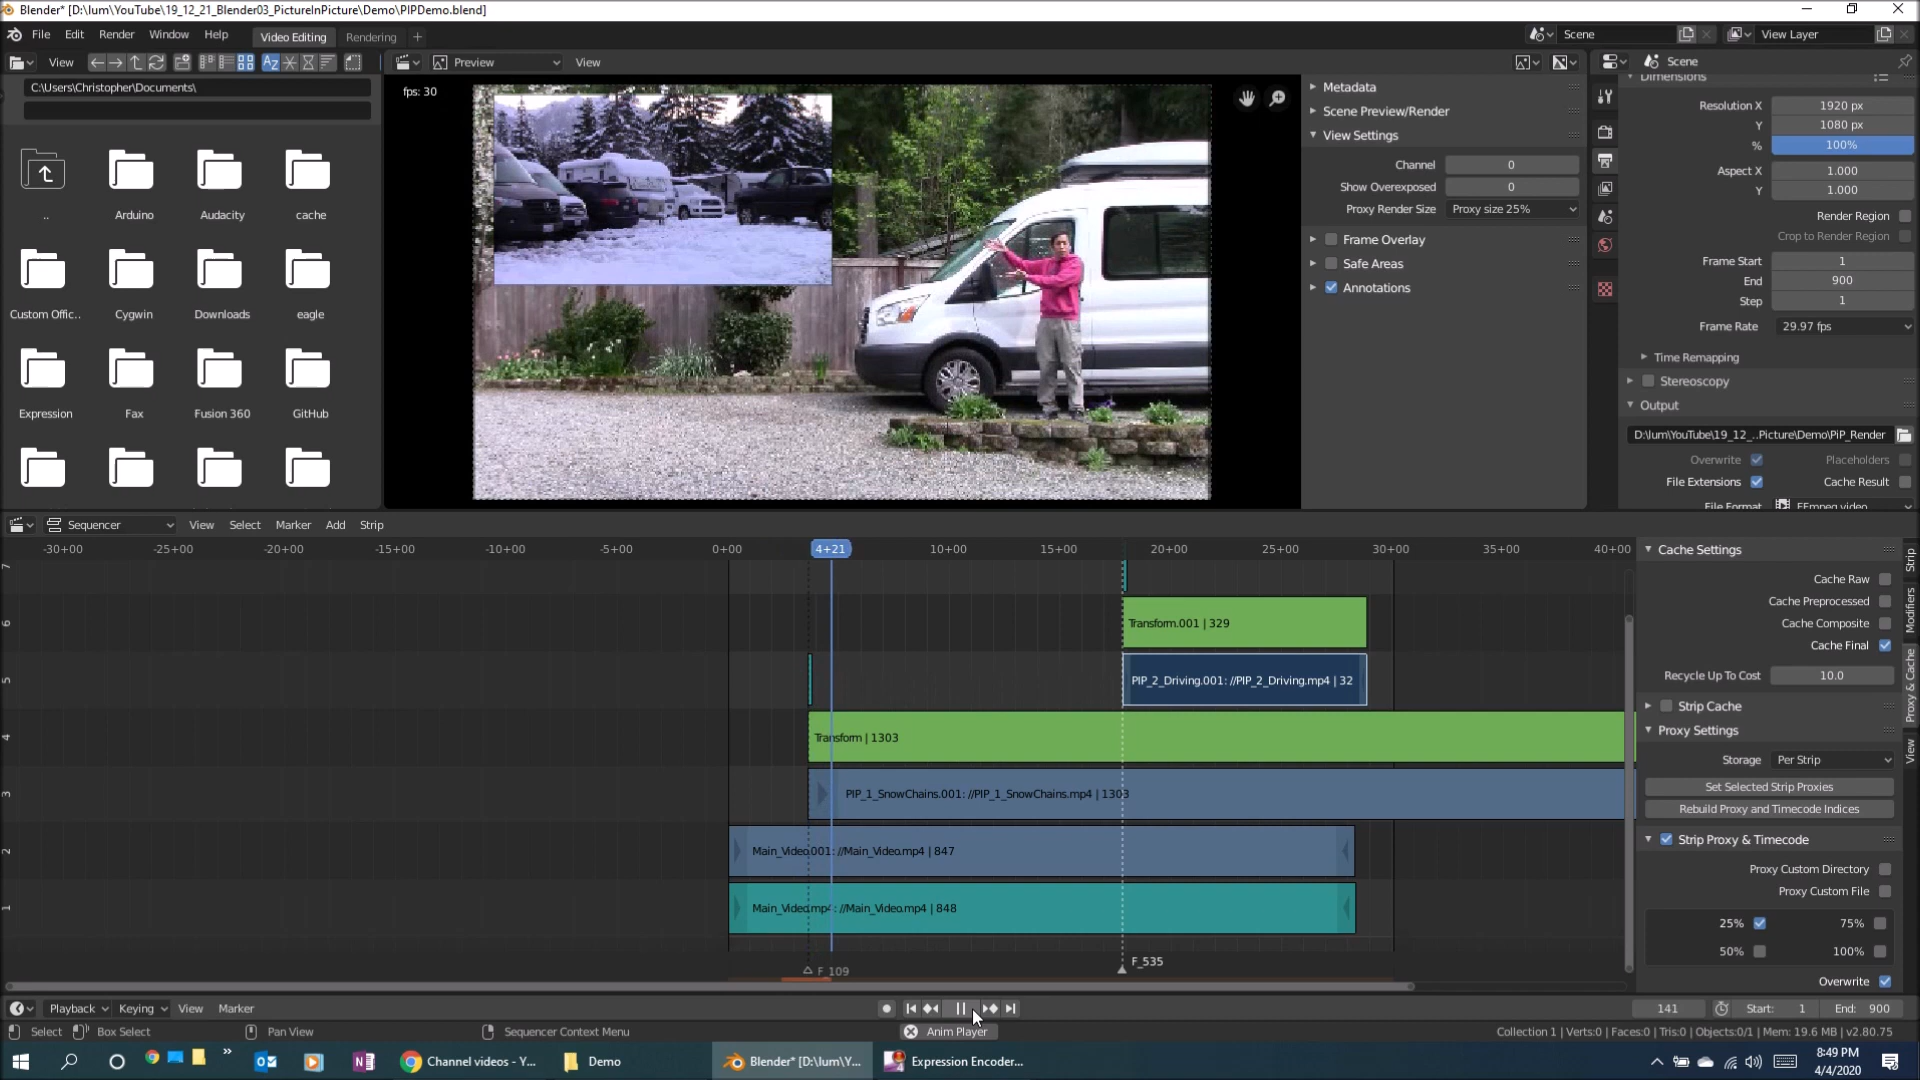 Blender* [D:\lum\YouTube\19_12_21_Blender03_PictureInPicture\Demo\PIPDemo.blend]
File Edit Render Window Help Video Editing Rendering + Scene View Layer
View Preview View Scene
C:\Users\Christopher\Documents\
fps: 30
..
Arduino
Audacity
cache
Custom Offic..
Cygwin
Downloads
eagle
Expression
Fax
Fusion 360
GitHub
Metadata
Scene Preview/Render
View Settings
Channel 0
Show Overexposed 0
Proxy Render Size Proxy size 25%
Frame Overlay
Safe Areas
Annotations
Dimensions
Resolution X 1920 px
Y 1080 px
% 100%
Aspect X 1.000
Y 1.000
Render Region
Crop to Render Region
Frame Start 1
End 900
Step 1
Frame Rate 29.97 fps
Time Remapping
Stereoscopy
Output
D:\lum\YouTube\19_12_..Picture\Demo\PiP_Render
Overwrite Placeholders
File Extensions Cache Result
File Format FFmpeg video
Sequencer View Select Marker Add Strip
-30+00 -25+00 -20+00 -15+00 -10+00 -5+00 0+00 4+21 10+00 15+00 20+00 25+00 30+00 35+00 40+00
7
6
5
4
3
2
1
Transform.001 | 329
PIP_2_Driving.001: //PIP_2_Driving.mp4 | 32
Transform | 1303
PIP_1_SnowChains.001: //PIP_1_SnowChains.mp4 | 1303
Main_Video.001: //Main_Video.mp4 | 847
Main_Video.mp4: //Main_Video.mp4 | 848
F_109
F_535
Cache Settings
Cache Raw
Cache Preprocessed
Cache Composite
Cache Final
Recycle Up To Cost 10.0
Strip Cache
Proxy Settings
Storage Per Strip
Set Selected Strip Proxies
Rebuild Proxy and Timecode Indices
Strip Proxy & Timecode
Proxy Custom Directory
Proxy Custom File
25% 75%
50% 100%
Overwrite
Strip
Modifiers
Proxy & Cache
View
Playback Keying View Marker 141 Start: 1 End: 900
Select Box Select Pan View Sequencer Context Menu Anim Player Collection 1 | Verts:0 | Faces:0 | Tris:0 | Objects:0/1 | Mem: 19.6 MB | v2.80.75
Channel videos - Y... Demo Blender* [D:\lum\Y... Expression Encoder... 8:49 PM
4/4/2020